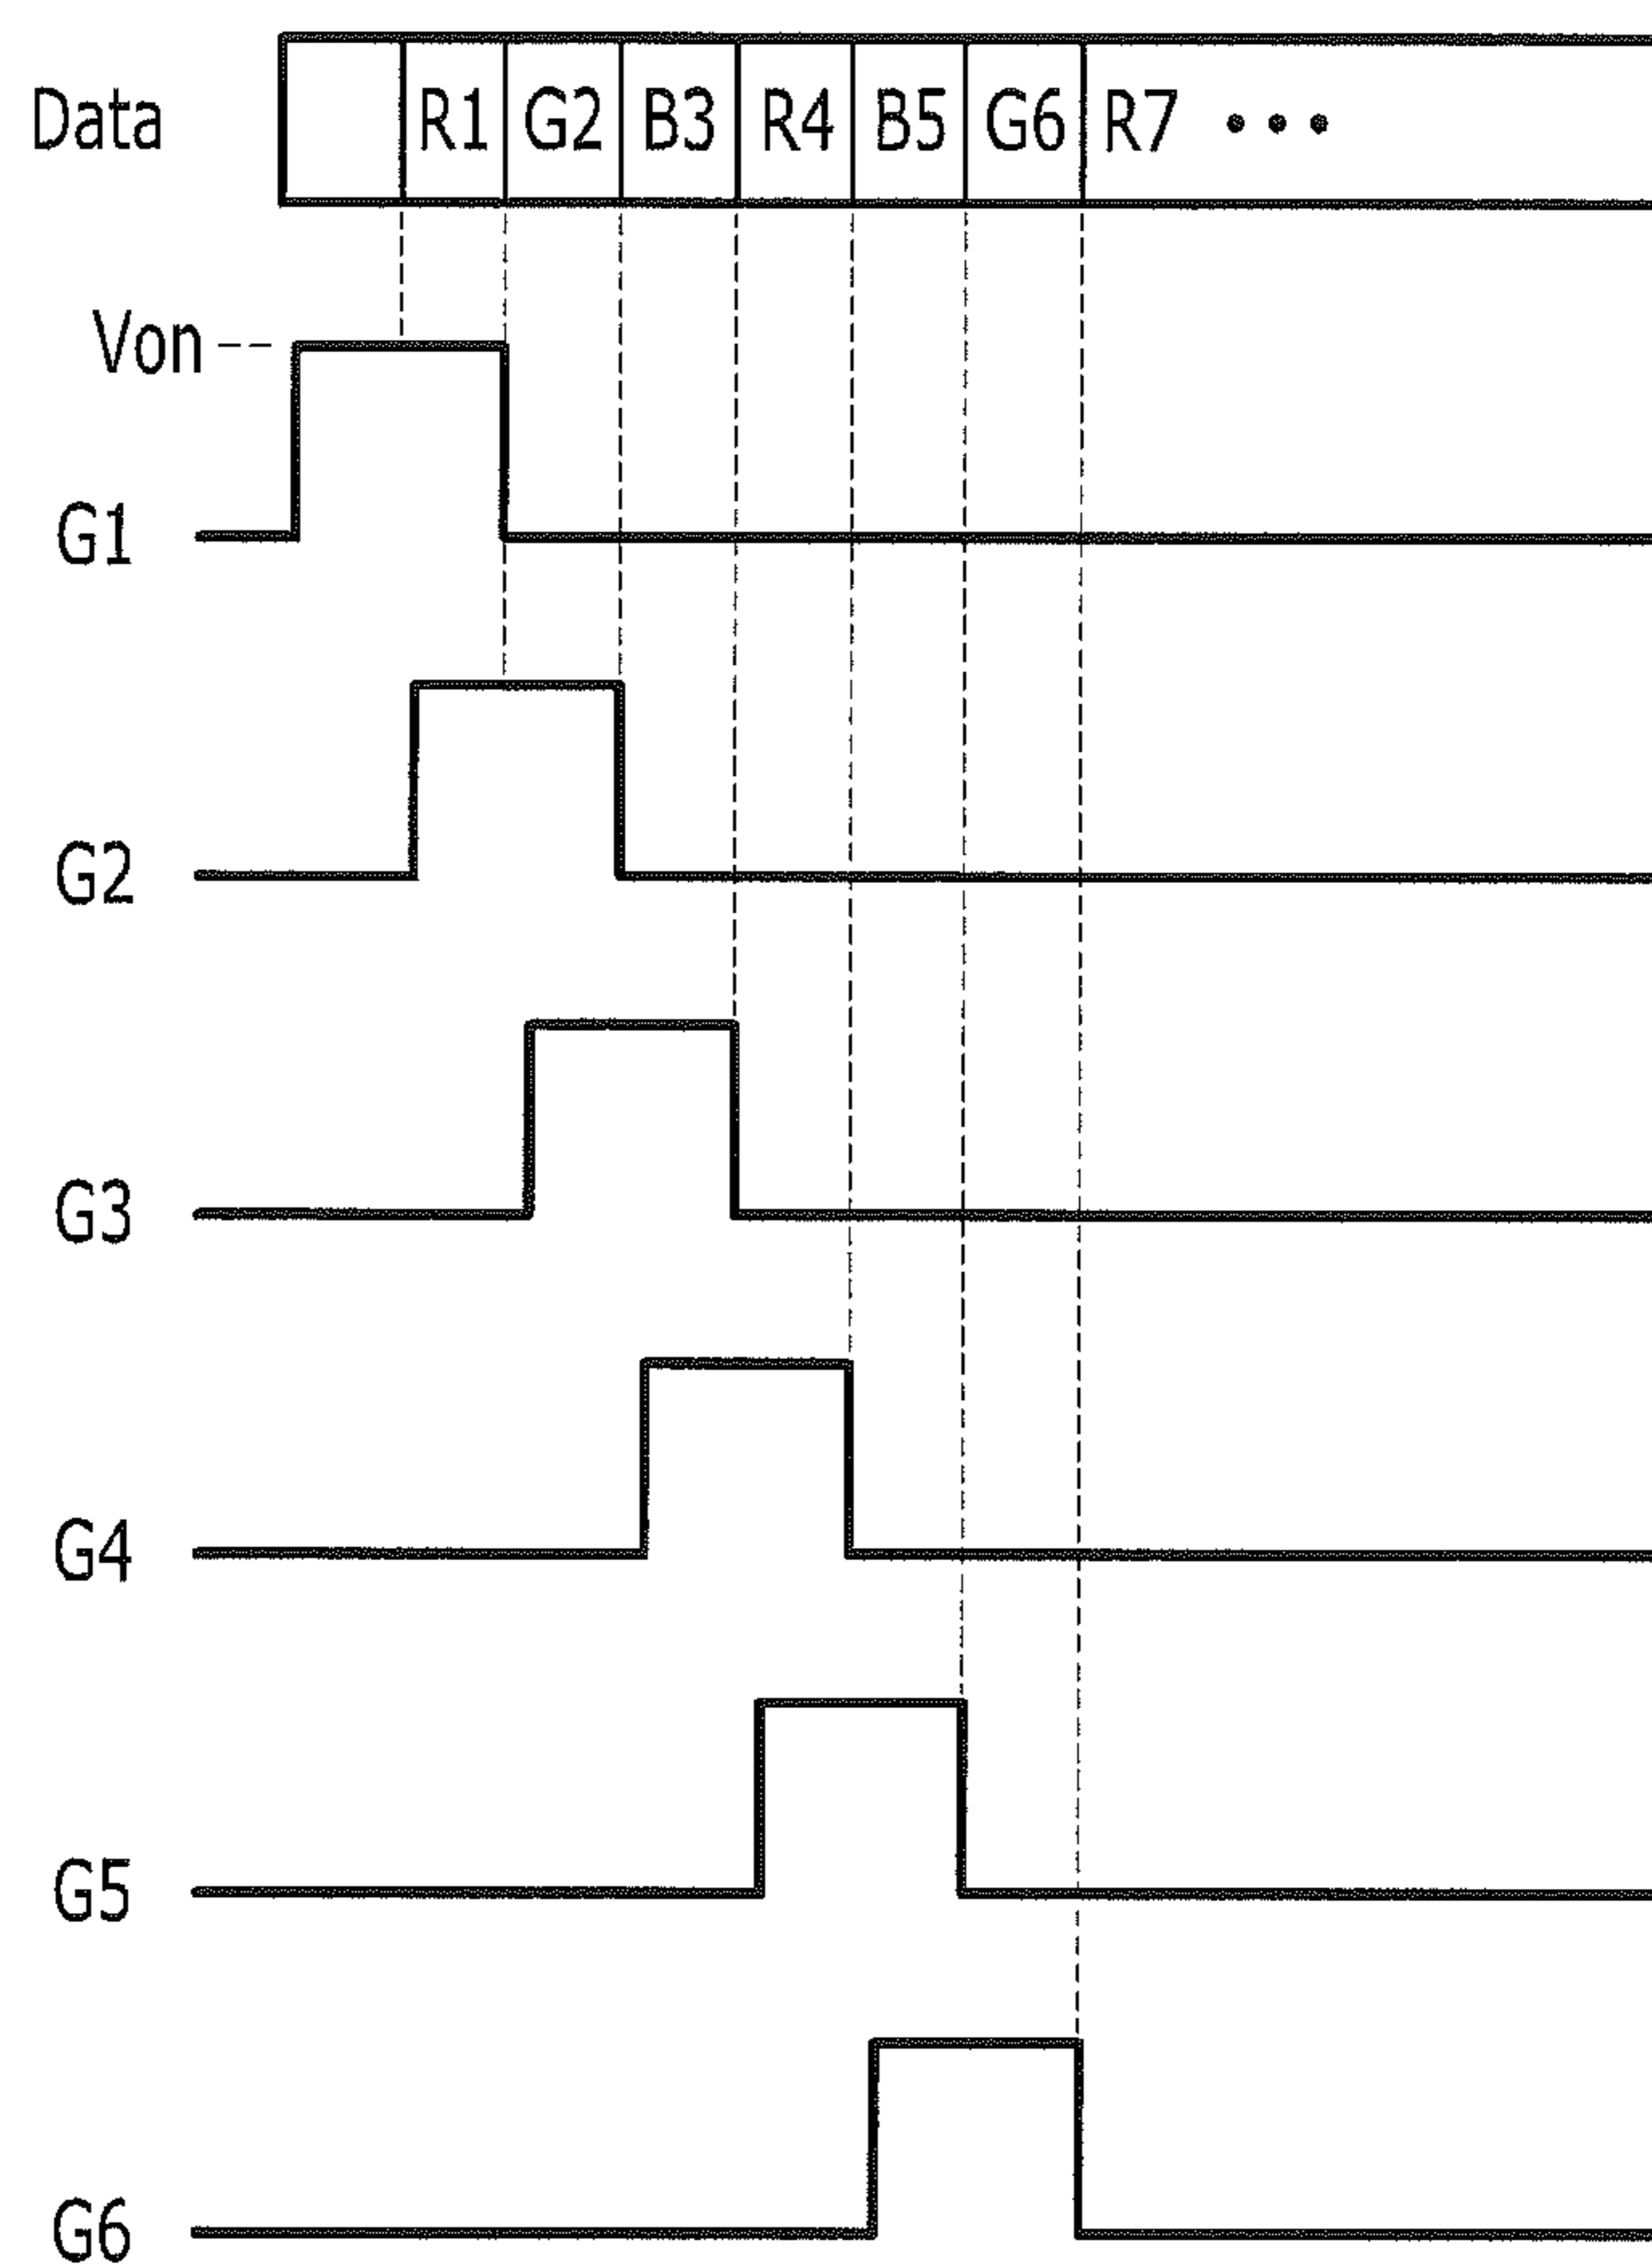 Data R1 G2 B3 R4 B5 G6 R7 •••
Von
G1
G2
G3
G4
G5
G6